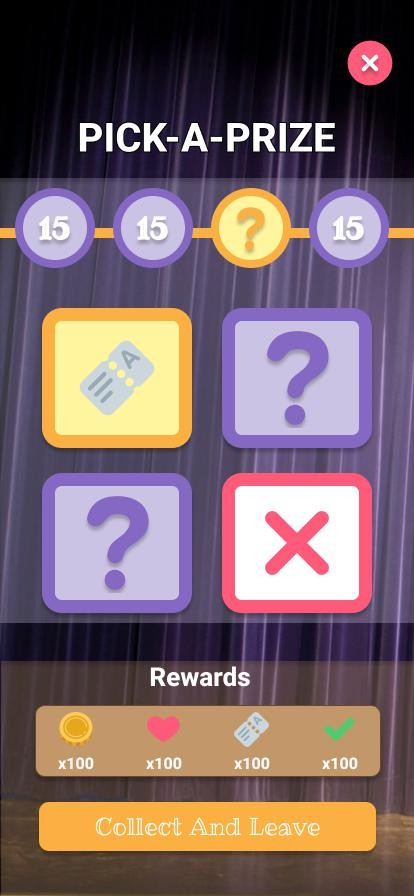 PICK-A-PRIZE
15 15 ? 15
A ?
?
Rewards
A
x100 x100 x100 x100
Collect And Leave